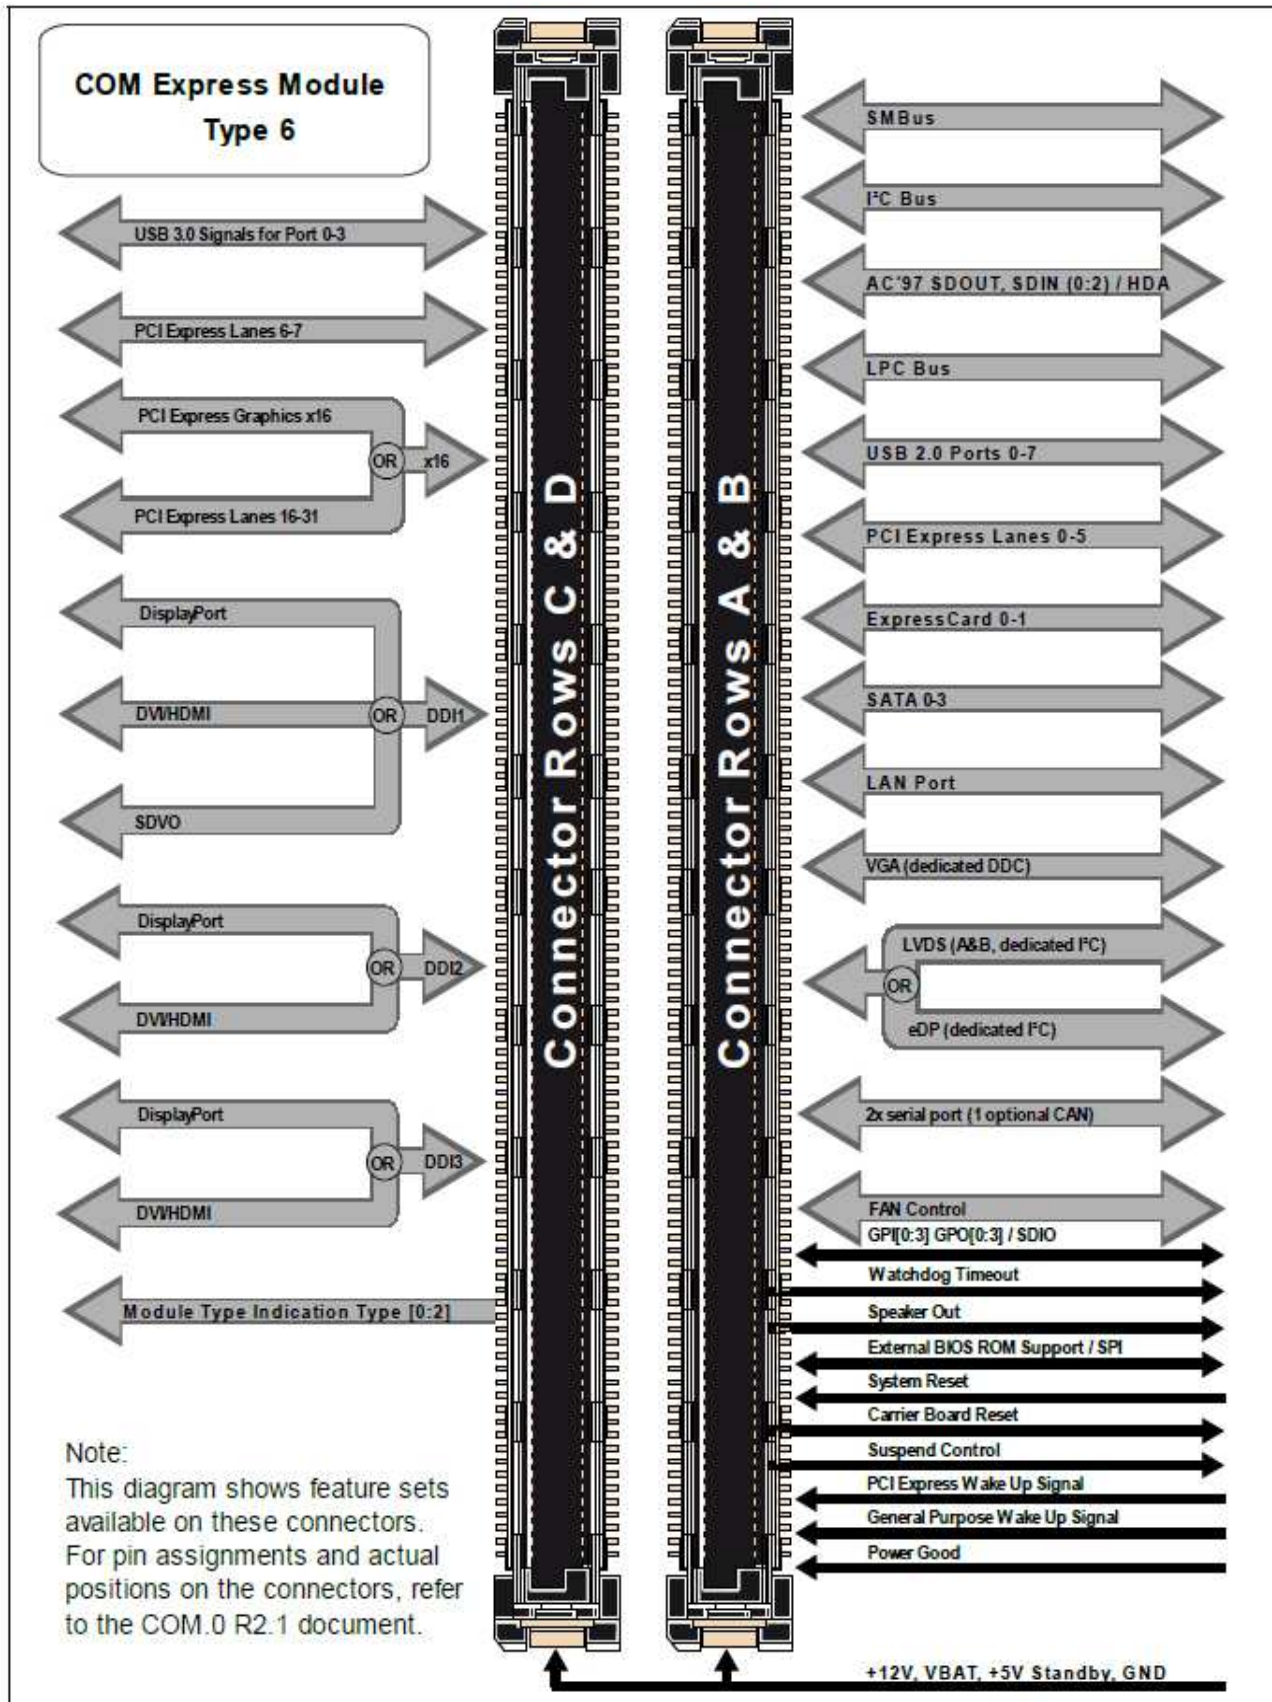 COM Express Module
Type 6
USB 3.0 Signals for Port 0-3
PCI Express Lanes 6-7
PCI Express Graphics x16
OR
x16
PCI Express Lanes 16-31
DisplayPort
DVI/HDMI
OR
DDI1
SDVO
DisplayPort
OR
DDI2
DVI/HDMI
DisplayPort
OR
DDI3
DVI/HDMI
Module Type Indication Type [0:2]
Note:
This diagram shows feature sets
available on these connectors.
For pin assignments and actual
positions on the connectors, refer
to the COM.0 R2.1 document.
Connector Rows C & D
Connector Rows A & B
SMBus
I²C Bus
AC'97 SDOUT, SDIN (0:2) / HDA
LPC Bus
USB 2.0 Ports 0-7
PCI Express Lanes 0-5
ExpressCard 0-1
SATA 0-3
LAN Port
VGA (dedicated DDC)
LVDS (A&B, dedicated I²C)
OR
eDP (dedicated I²C)
2x serial port (1 optional CAN)
FAN Control
GPI[0:3] GPO[0:3] / SDIO
Watchdog Timeout
Speaker Out
External BIOS ROM Support / SPI
System Reset
Carrier Board Reset
Suspend Control
PCI Express Wake Up Signal
General Purpose Wake Up Signal
Power Good
+12V, VBAT, +5V Standby, GND